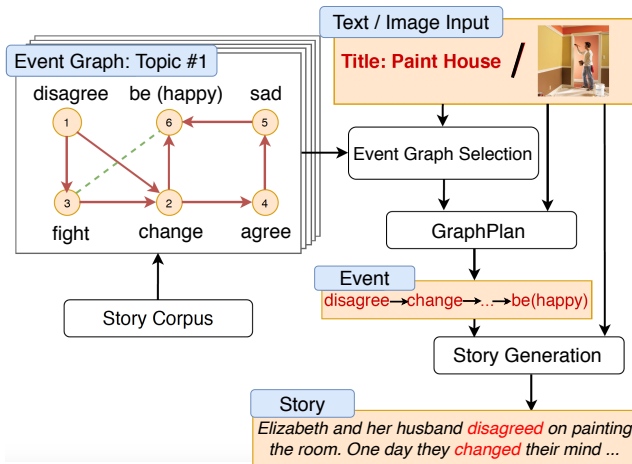 Text / Image Input
Title: Paint House /
Event Graph: Topic #1
disagree be (happy) sad
1 6 5
3 2 4
fight change agree
Story Corpus
Event Graph Selection
GraphPlan
Event
disagree→change→...→be(happy)
Story Generation
Story
Elizabeth and her husband disagreed on painting
the room. One day they changed their mind ...